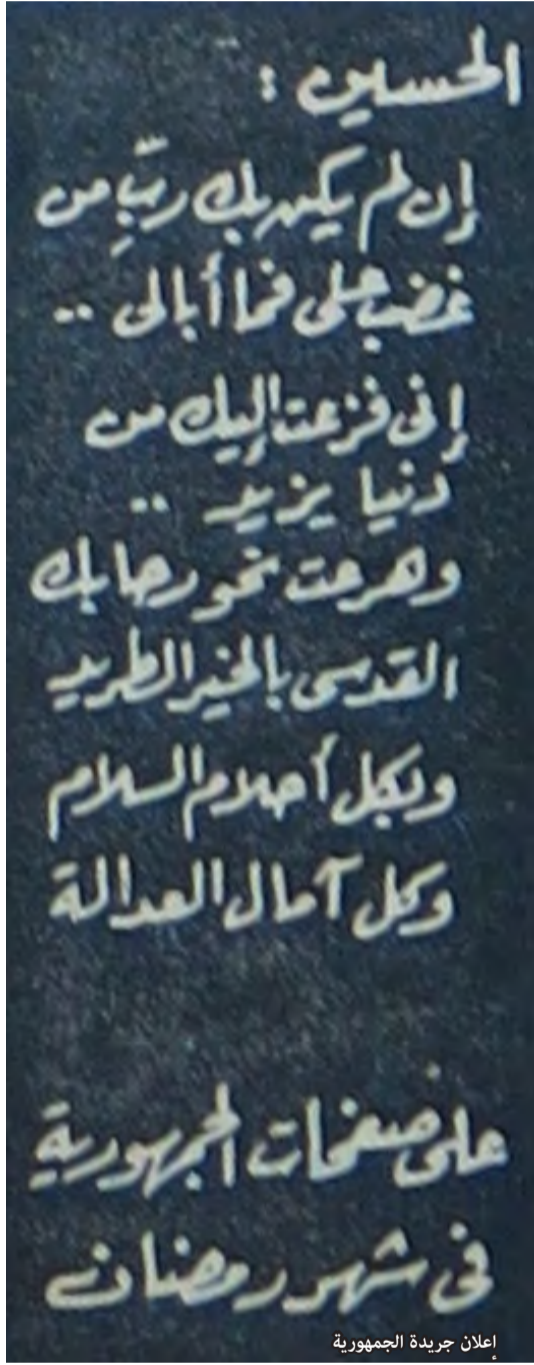 الحسين :
إن لم يكن بك ربِّ من
غضب على فما أبالى ..
إنى فزعت إليك من
دنيا يزيد ..
وهرعت نحو رحابك
القدسى بالخير الطريد
وبكل أحلام السلام
وكل آمال العدالة
على صفحات الجمهورية
فى شهر رمضان
إعلان جريدة الجمهورية